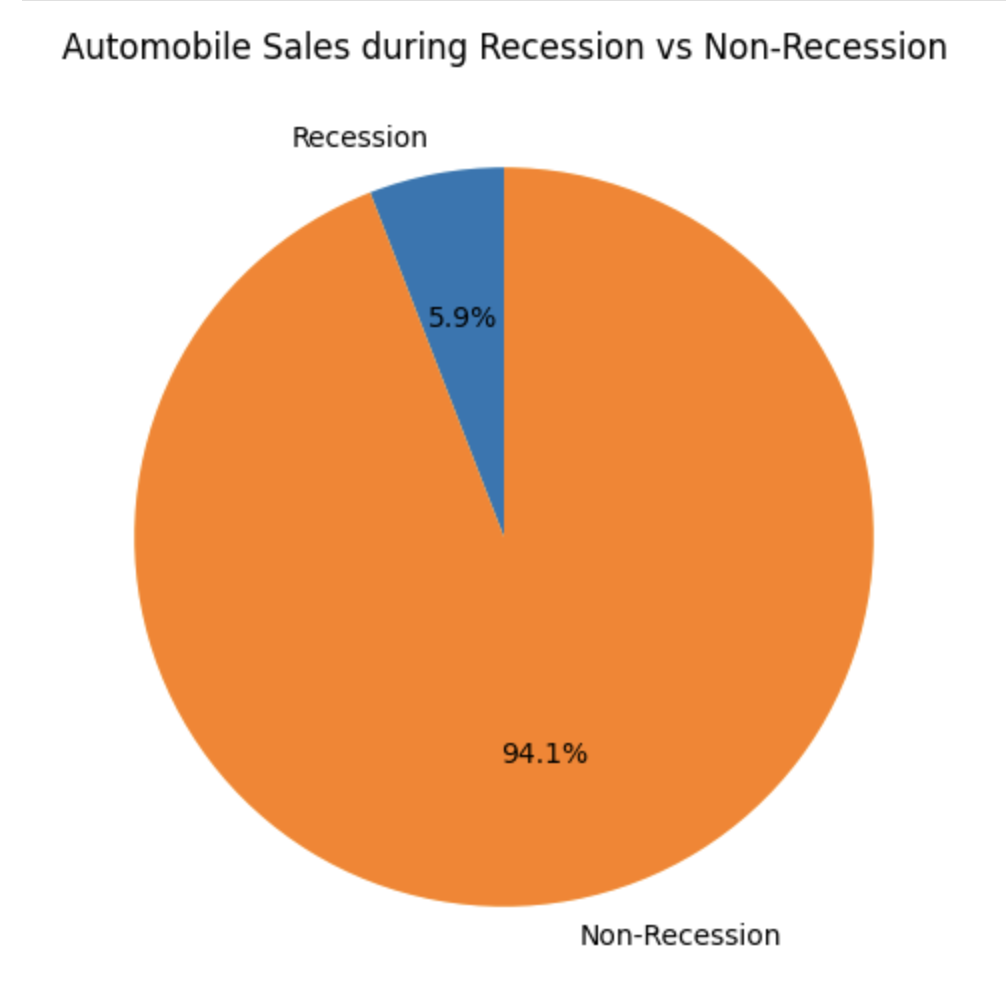 Automobile Sales during Recession vs Non-Recession
Recession
5.9%
94.1%
Non-Recession